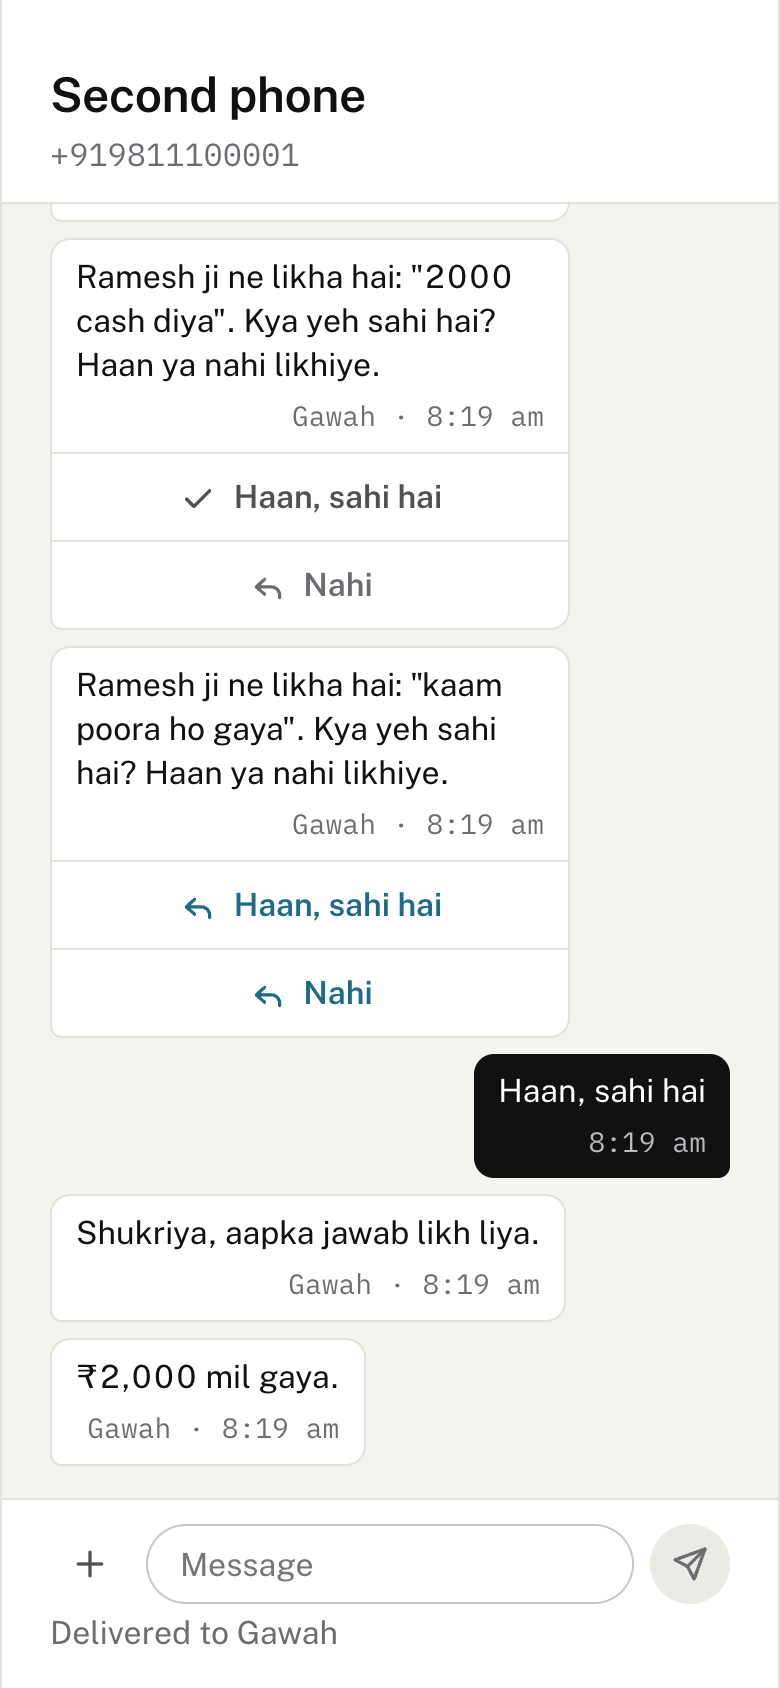 Second phone
+919811100001
Ramesh ji ne likha hai: "2000
cash diya". Kya yeh sahi hai?
Haan ya nahi likhiye.
Gawah · 8:19 am
Haan, sahi hai
Nahi
Ramesh ji ne likha hai: "kaam
poora ho gaya". Kya yeh sahi
hai? Haan ya nahi likhiye.
Gawah · 8:19 am
Haan, sahi hai
Nahi
Haan, sahi hai
8:19 am
Shukriya, aapka jawab likh liya.
Gawah · 8:19 am
₹2,000 mil gaya.
Gawah · 8:19 am
Message
Delivered to Gawah